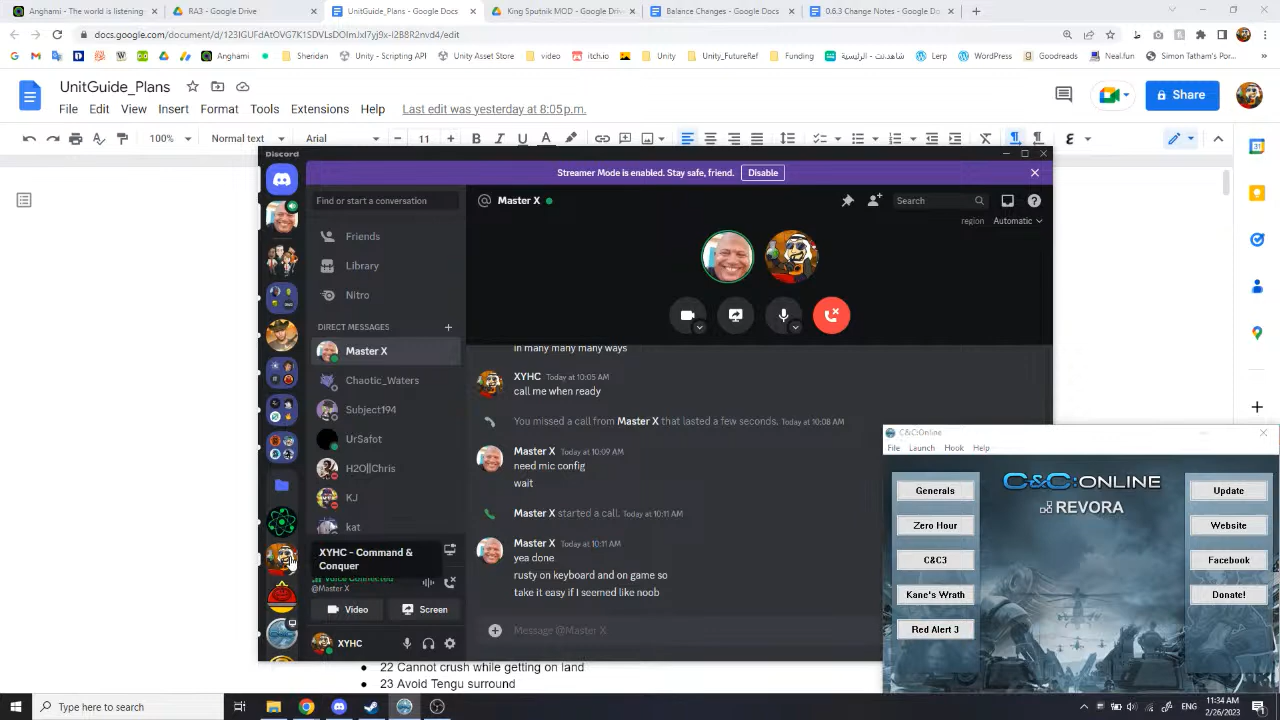 Anghami - The world is listening
RA3 - Google Drive
UnitGuide_Plans - Google Docs
King Sputnik MOD - Google Driv
Balance Changes - Google Docs
0.6.3 Change Notes - Google Docs
Anghami
Sheridan
Unity - Scripting API
Unity Asset Store
video
itch.io
Unity
Unity_FutureRef
Funding
شاهدنت - الرئيسية
Lerp
WordPress
Goodreads
Neal.fun
Simon Tatham's Por...
UnitGuide_Plans
File Edit View Insert Format Tools Extensions Help
Last edit was yesterday at 8:05 p.m.
Share
100%
Normal text
Arial
11
Discord
Streamer Mode is enabled. Stay safe, friend.
Disable
Find or start a conversation
Master X
Search
region
Automatic
Friends
Library
Nitro
DIRECT MESSAGES
Master X
Chaotic_Waters
Subject194
UrSafot
H2O||Chris
KJ
kat
XYHC - Command &
Conquer
@Master X
Video
Screen
XYHC
in many many many ways
XYHC Today at 10:05 AM
call me when ready
You missed a call from Master X that lasted a few seconds. Today at 10:08 AM
Master X Today at 10:09 AM
need mic config
wait
Master X started a call. Today at 10:11 AM
Master X Today at 10:11 AM
yea done
rusty on keyboard and on game so
take it easy if I seemed like noob
Message @Master X
22 Cannot crush while getting on land
23 Avoid Tengu surround
C&C:Online
File Launch Hook Help
C&C:ONLINE
REVORA
Generals
Zero Hour
C&C3
Kane's Wrath
Red Alert 3
Update
Website
Facebook
Donate!
Type here to search
ENG
11:34 AM
2/26/2023